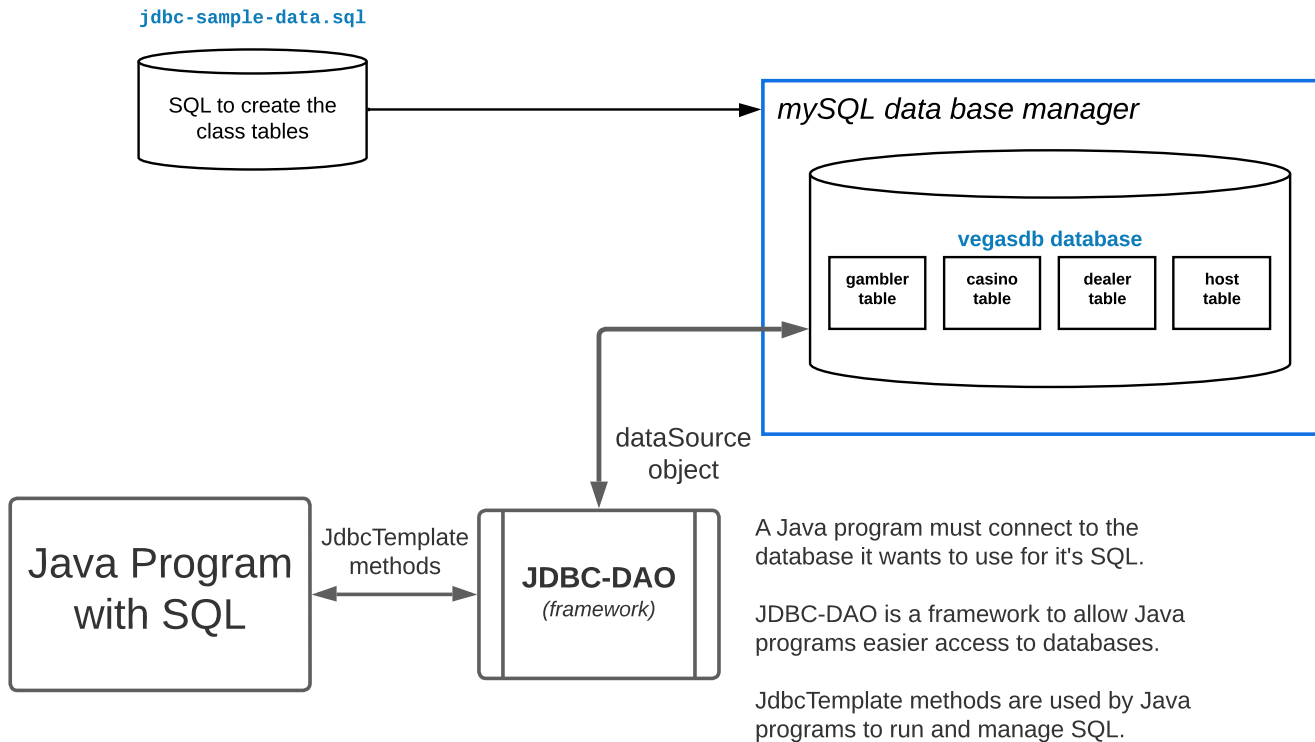 jdbc-sample-data.sql
SQL to create the
class tables
mySQL data base manager
vegasdb database
gambler
table
casino
table
dealer
table
host
table
dataSource
object
Java Program
with SQL
JdbcTemplate
methods
JDBC-DAO
(framework)
A Java program must connect to the
database it wants to use for it's SQL.
JDBC-DAO is a framework to allow Java
programs easier access to databases.
JdbcTemplate methods are used by Java
programs to run and manage SQL.